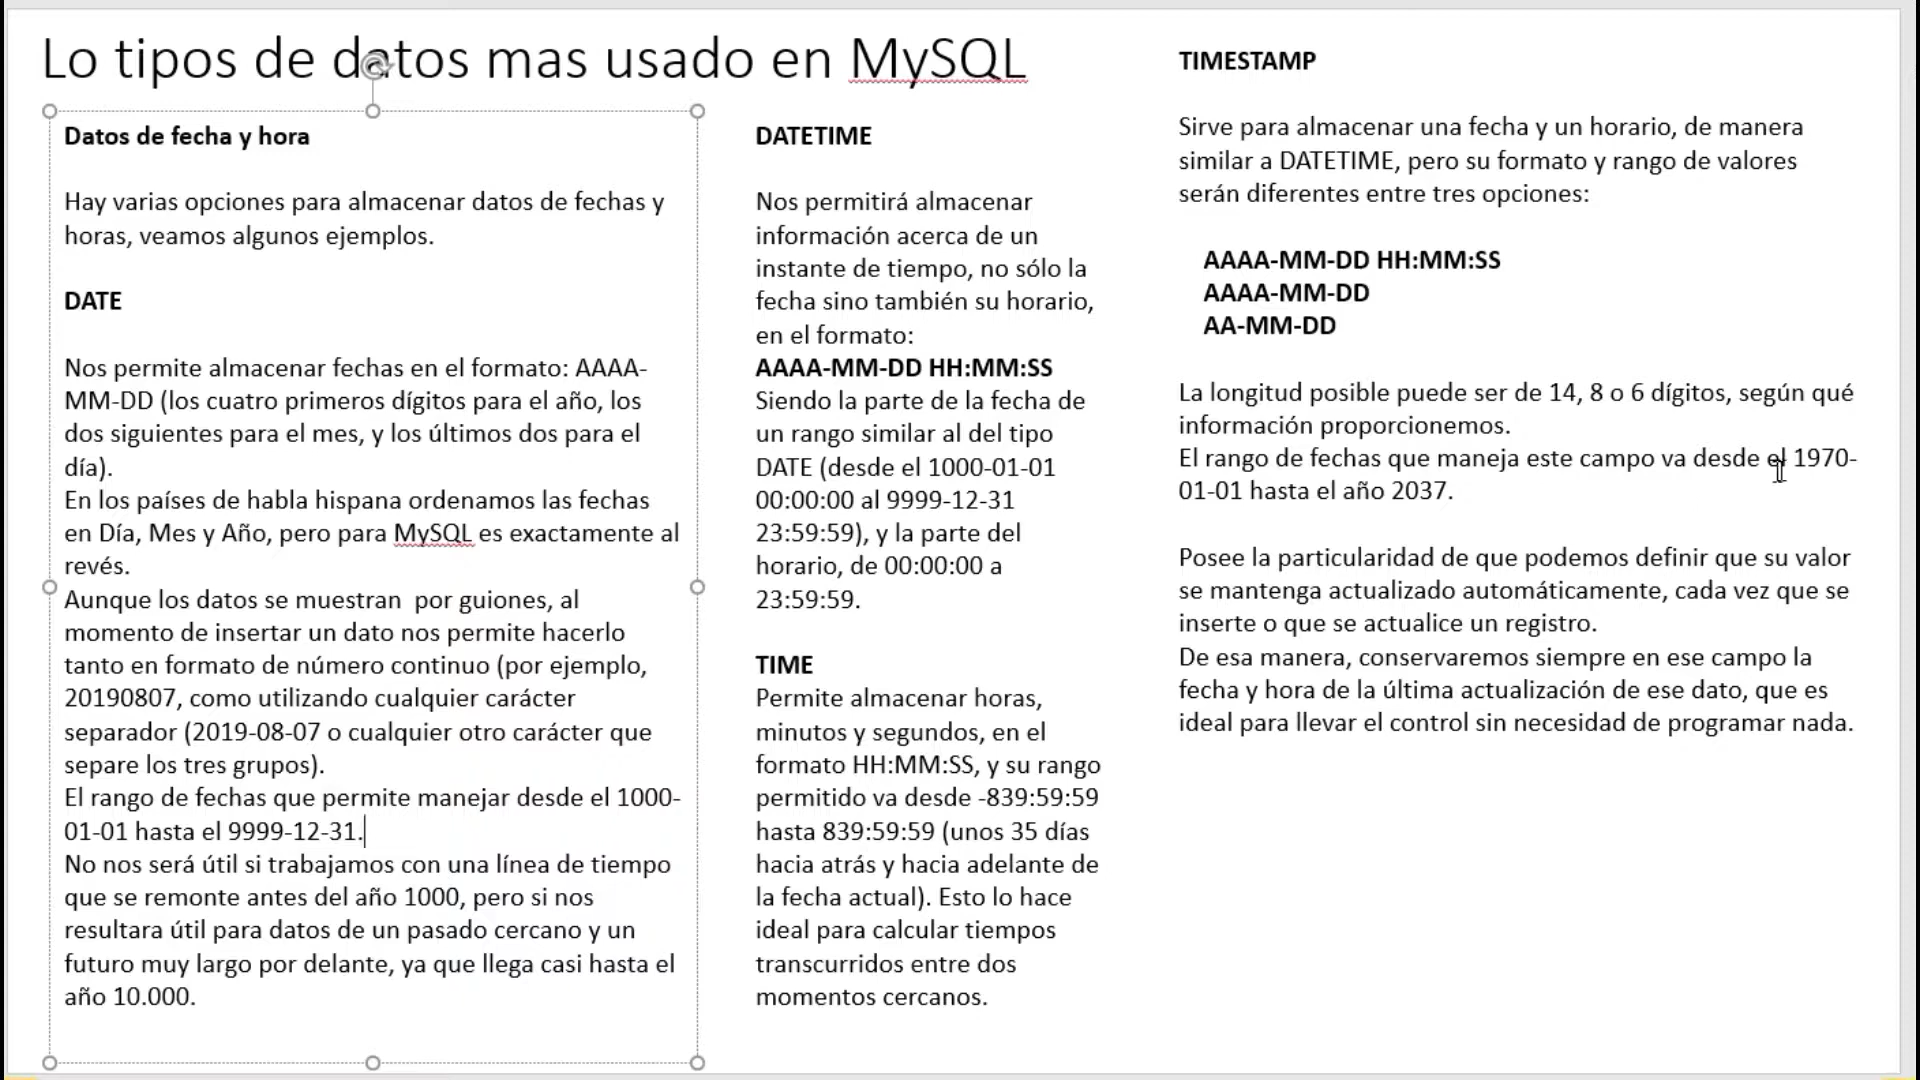 Lo tipos de datos mas usado en MySQL
Datos de fecha y hora
Hay varias opciones para almacenar datos de fechas y
horas, veamos algunos ejemplos.
DATE
Nos permite almacenar fechas en el formato: AAAA-
MM-DD (los cuatro primeros dígitos para el año, los
dos siguientes para el mes, y los últimos dos para el
día).
En los países de habla hispana ordenamos las fechas
en Día, Mes y Año, pero para MySQL es exactamente al
revés.
Aunque los datos se muestran  por guiones, al
momento de insertar un dato nos permite hacerlo
tanto en formato de número continuo (por ejemplo,
20190807, como utilizando cualquier carácter
separador (2019-08-07 o cualquier otro carácter que
separe los tres grupos).
El rango de fechas que permite manejar desde el 1000-
01-01 hasta el 9999-12-31.
No nos será útil si trabajamos con una línea de tiempo
que se remonte antes del año 1000, pero si nos
resultara útil para datos de un pasado cercano y un
futuro muy largo por delante, ya que llega casi hasta el
año 10.000.
DATETIME
Nos permitirá almacenar
información acerca de un
instante de tiempo, no sólo la
fecha sino también su horario,
en el formato:
AAAA-MM-DD HH:MM:SS
Siendo la parte de la fecha de
un rango similar al del tipo
DATE (desde el 1000-01-01
00:00:00 al 9999-12-31
23:59:59), y la parte del
horario, de 00:00:00 a
23:59:59.
TIME
Permite almacenar horas,
minutos y segundos, en el
formato HH:MM:SS, y su rango
permitido va desde -839:59:59
hasta 839:59:59 (unos 35 días
hacia atrás y hacia adelante de
la fecha actual). Esto lo hace
ideal para calcular tiempos
transcurridos entre dos
momentos cercanos.
TIMESTAMP
Sirve para almacenar una fecha y un horario, de manera
similar a DATETIME, pero su formato y rango de valores
serán diferentes entre tres opciones:
AAAA-MM-DD HH:MM:SS
AAAA-MM-DD
AA-MM-DD
La longitud posible puede ser de 14, 8 o 6 dígitos, según qué
información proporcionemos.
El rango de fechas que maneja este campo va desde el 1970-
01-01 hasta el año 2037.
Posee la particularidad de que podemos definir que su valor
se mantenga actualizado automáticamente, cada vez que se
inserte o que se actualice un registro.
De esa manera, conservaremos siempre en ese campo la
fecha y hora de la última actualización de ese dato, que es
ideal para llevar el control sin necesidad de programar nada.